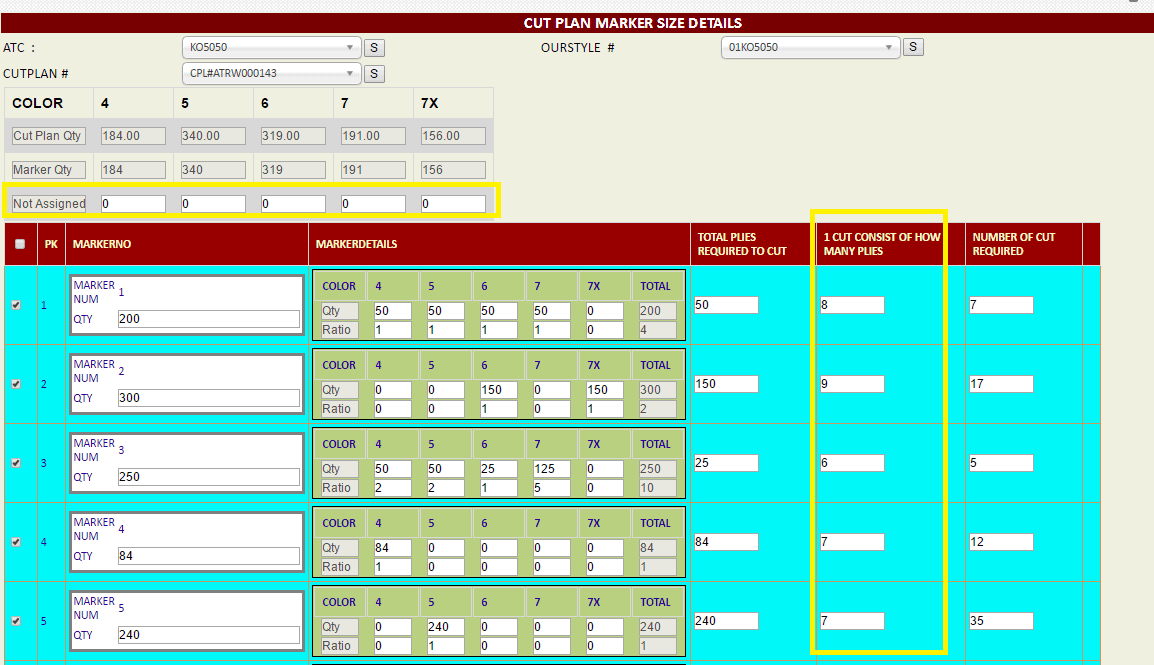 CUT PLAN MARKER SIZE DETAILS
ATC : KO5050 S OURSTYLE # 01KO5050 S
CUTPLAN # CPL#ATRW000143 S
COLOR 4 5 6 7 7X
Cut Plan Qty 184.00 340.00 319.00 191.00 156.00
Marker Qty 184 340 319 191 156
Not Assigned 0 0 0 0 0
PK MARKERNO MARKERDETAILS TOTAL PLIES REQUIRED TO CUT 1 CUT CONSIST OF HOW MANY PLIES NUMBER OF CUT REQUIRED
1 MARKER NUM 1 QTY 200
COLOR 4 5 6 7 7X TOTAL
Qty 50 50 50 50 0 200
Ratio 1 1 1 1 0 4
50 8 7
2 MARKER NUM 2 QTY 300
COLOR 4 5 6 7 7X TOTAL
Qty 0 0 150 0 150 300
Ratio 0 0 1 0 1 2
150 9 17
3 MARKER NUM 3 QTY 250
COLOR 4 5 6 7 7X TOTAL
Qty 50 50 25 125 0 250
Ratio 2 2 1 5 0 10
25 6 5
4 MARKER NUM 4 QTY 84
COLOR 4 5 6 7 7X TOTAL
Qty 84 0 0 0 0 84
Ratio 1 0 0 0 0 1
84 7 12
5 MARKER NUM 5 QTY 240
COLOR 4 5 6 7 7X TOTAL
Qty 0 240 0 0 0 240
Ratio 0 1 0 0 0 1
240 7 35